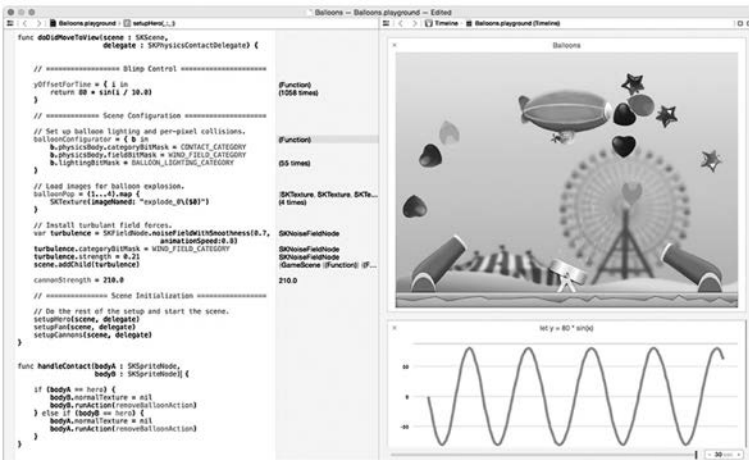 Balloons — Balloons.playground — Edited
Balloons.playground › setupHero(_:_:)
Timeline › Balloons.playground (Timeline)
func doDidMoveToView(scene : SKScene,
delegate : SKPhysicsContactDelegate) {
// ================== Blimp Control =====================
yOffsetForTime = { i in
(Function)
return 80 * sin(i / 10.0)
(1058 times)
}
// ============== Scene Configuration ===================
// Set up balloon lighting and per-pixel collisions.
balloonConfigurator = { b in
(Function)
b.physicsBody.categoryBitMask = CONTACT_CATEGORY
b.physicsBody.fieldBitMask = WIND_FIELD_CATEGORY
b.lightingBitMask = BALLOON_LIGHTING_CATEGORY
(55 times)
}
// Load images for balloon explosion.
balloonPop = (1...4).map {
[SKTexture, SKTexture, SKTe...
SKTexture(imageNamed: "explode_0\($0)")
(4 times)
}
// Install turbulent field forces.
var turbulence = SKFieldNode.noiseFieldWithSmoothness(0.7,
SKNoiseFieldNode
animationSpeed:0.8)
turbulence.categoryBitMask = WIND_FIELD_CATEGORY
SKNoiseFieldNode
turbulence.strength = 0.21
SKNoiseFieldNode
scene.addChild(turbulence)
(GameScene (Function)
cannonStrength = 210.0
210.0
// ============== Scene Initialization =================
// Do the rest of the setup and start the scene.
setupHero(scene, delegate)
setupFan(scene, delegate)
setupCannons(scene, delegate)
}
func handleContact(bodyA : SKSpriteNode,
bodyB : SKSpriteNode) {
if (bodyA == hero) {
bodyB.normalTexture = nil
bodyB.runAction(removeBalloonAction)
} else if (bodyB == hero) {
bodyA.normalTexture = nil
bodyA.runAction(removeBalloonAction)
}
}
Balloons
let y = 80 * sin(x)
50
0
- 30 sec +